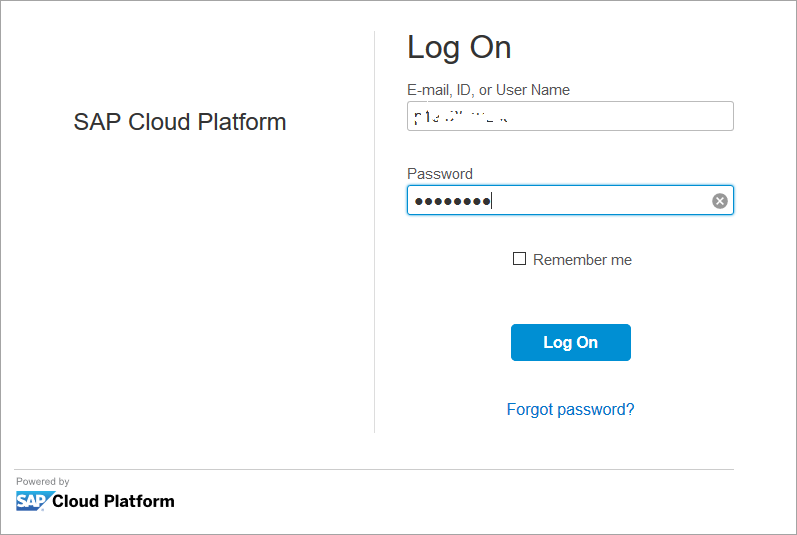 SAP Cloud Platform
Log On
E-mail, ID, or User Name
Password
Remember me
Log On
Forgot password?
Powered by
SAP Cloud Platform